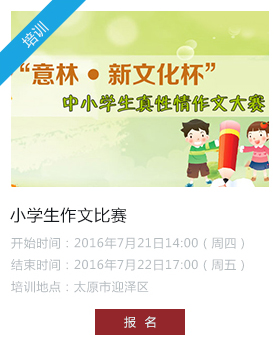 培训
“意林•新文化杯”
中小学生真性情作文大赛
小学生作文比赛
开始时间：2016年7月21日14:00（周四）
结束时间：2016年7月22日17:00（周五）
培训地点：太原市迎泽区
报 名